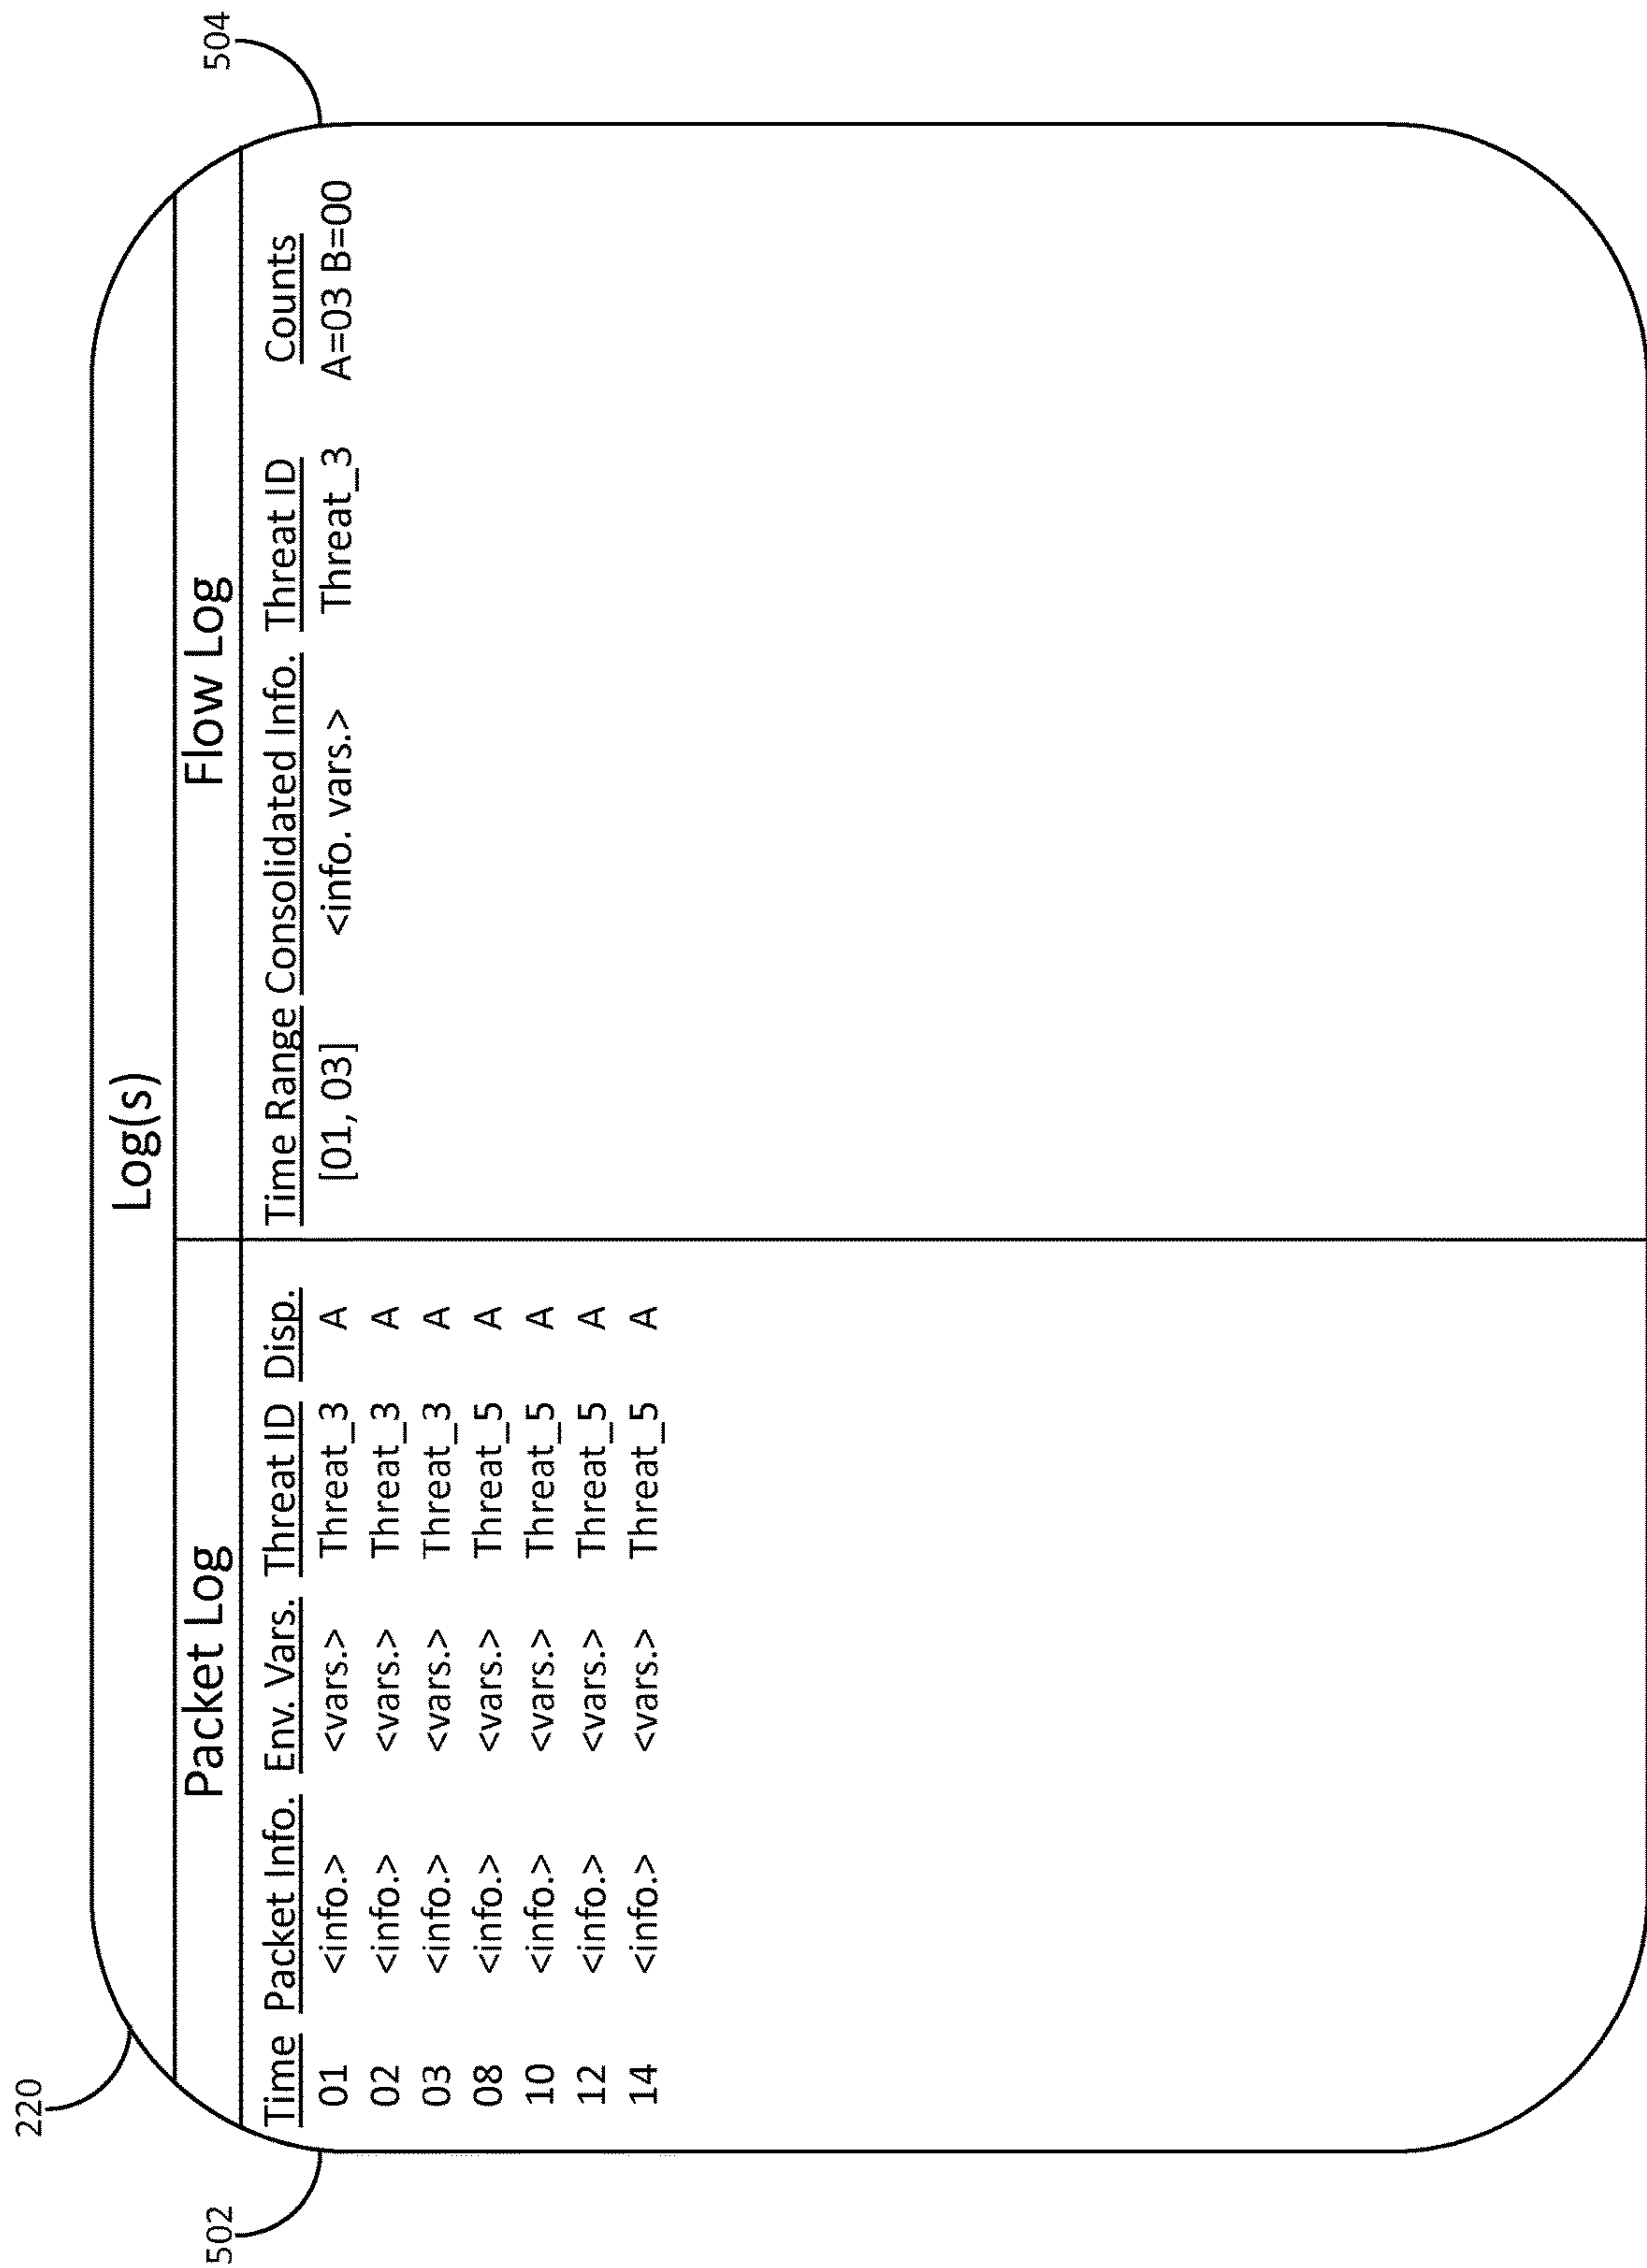 220
Log(s)
502
504
Packet Log
Flow Log
Time Packet Info. Env. Vars. Threat ID Disp.
01 <info.> <vars.> Threat_3 A
02 <info.> <vars.> Threat_3 A
03 <info.> <vars.> Threat_3 A
08 <info.> <vars.> Threat_5 A
10 <info.> <vars.> Threat_5 A
12 <info.> <vars.> Threat_5 A
14 <info.> <vars.> Threat_5 A
Time Range Consolidated Info. Threat ID Counts
[01, 03] <info. vars.> Threat_3 A=03 B=00